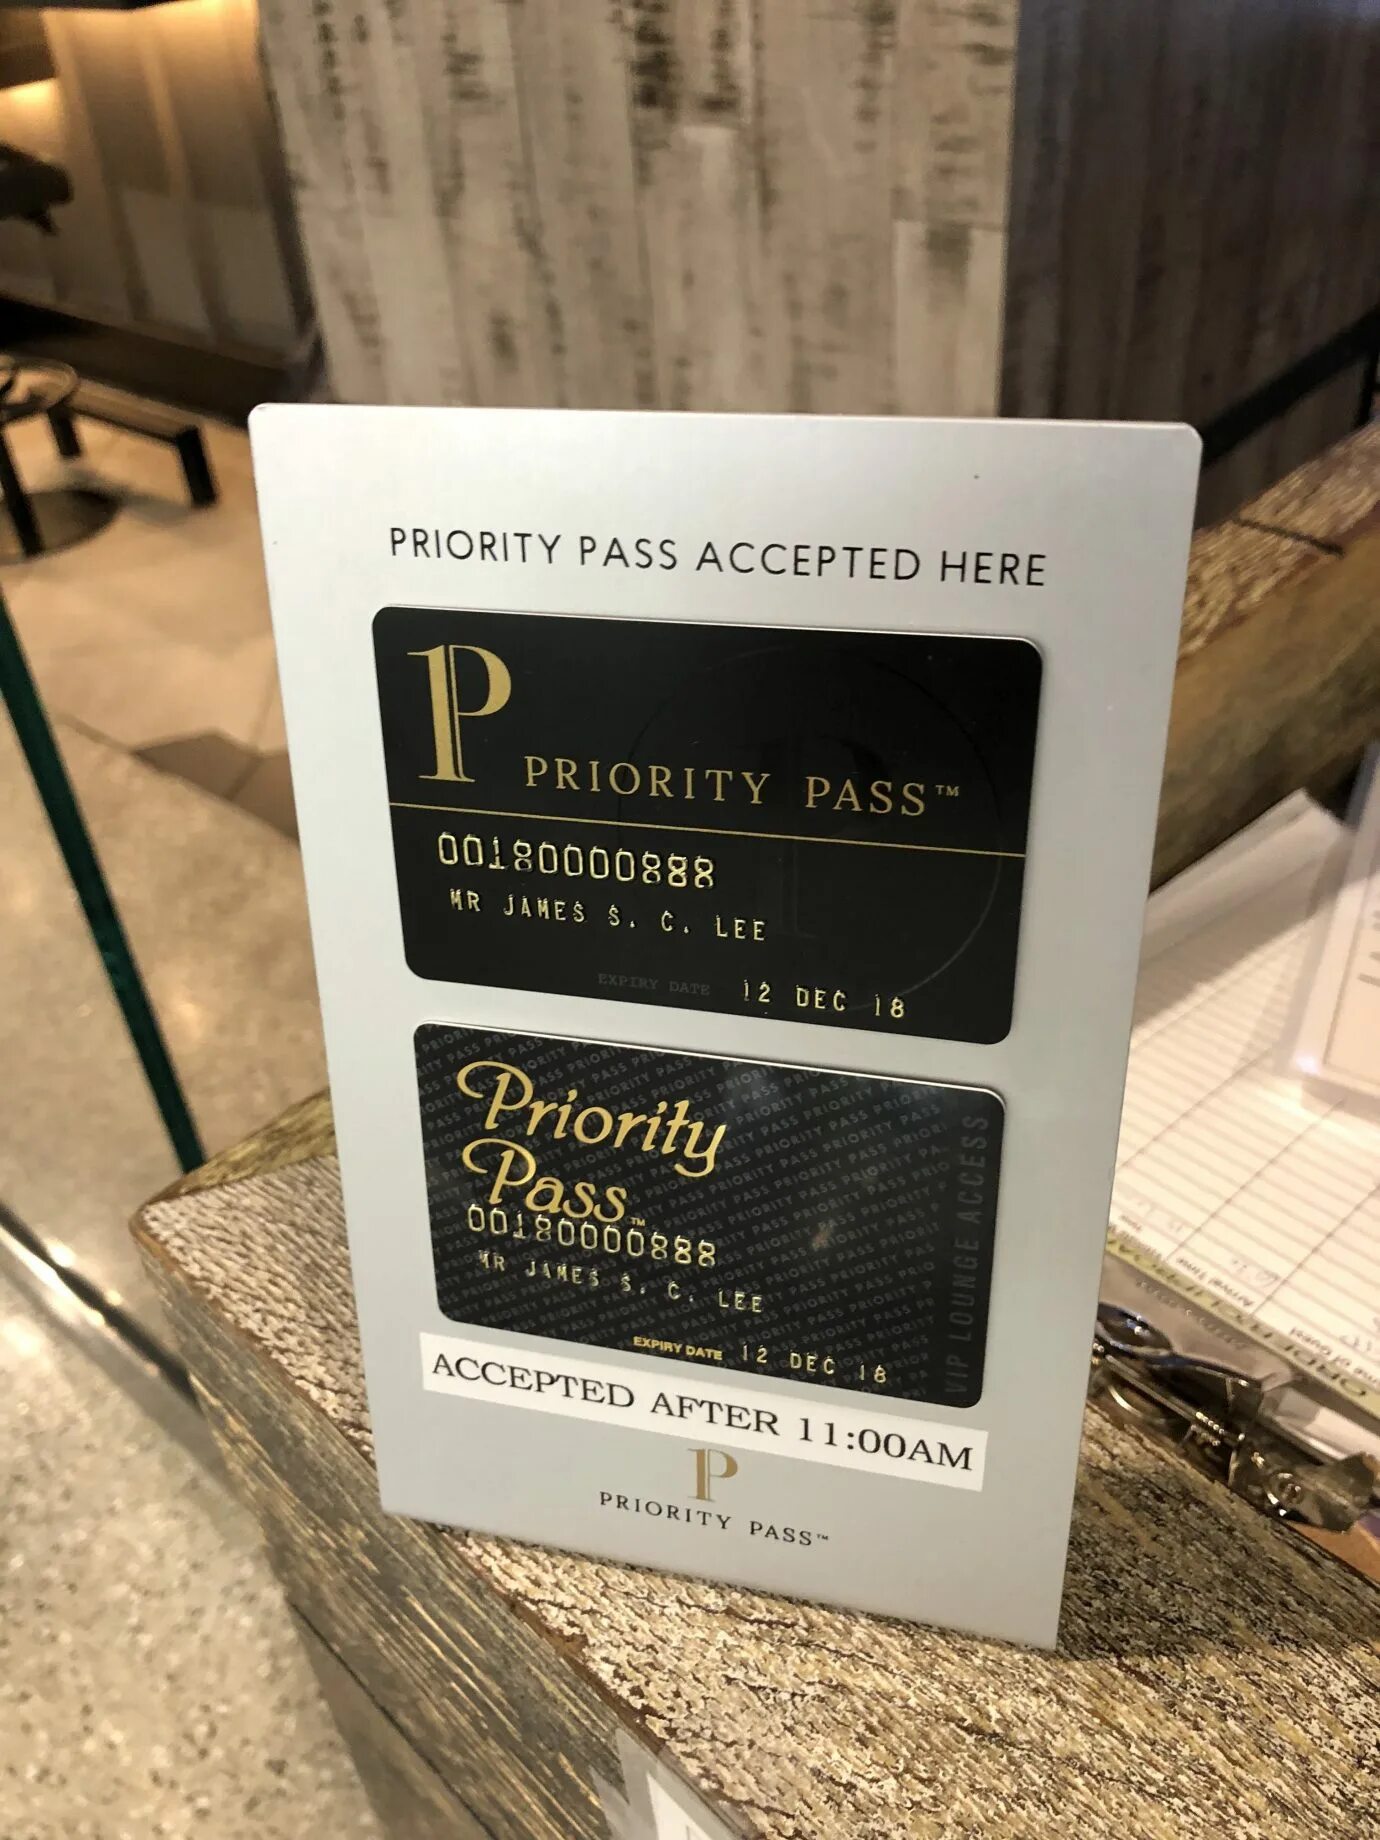 PRIORITY PASS ACCEPTED HERE
P
PRIORITY PASS™
00180000888
MR JAMES S. C. LEE
EXPIRY DATE 12 DEC 18
Priority
Pass™
00180000888
MR JAMES S. C. LEE
EXPIRY DATE 12 DEC 18
VIP LOUNGE ACCESS
ACCEPTED AFTER 11:00AM
P
PRIORITY PASS™